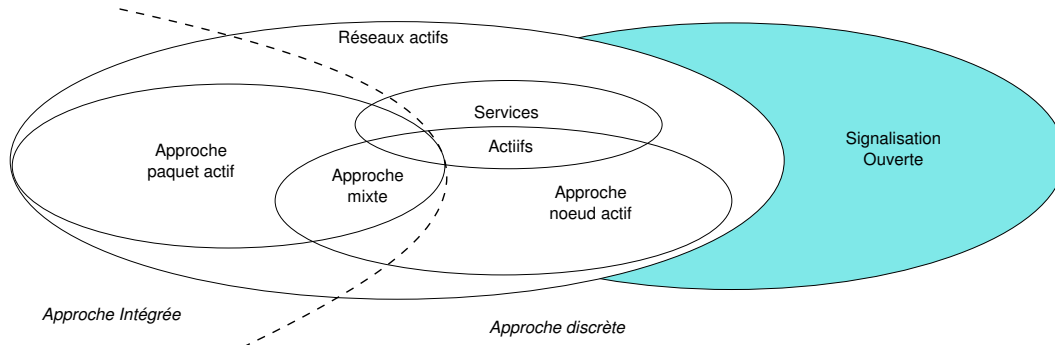 Réseaux actifs
Services
Actiifs
Approche
paquet actif
Approche
mixte
Approche
noeud actif
Signalisation
Ouverte
Approche Intégrée
Approche discrète